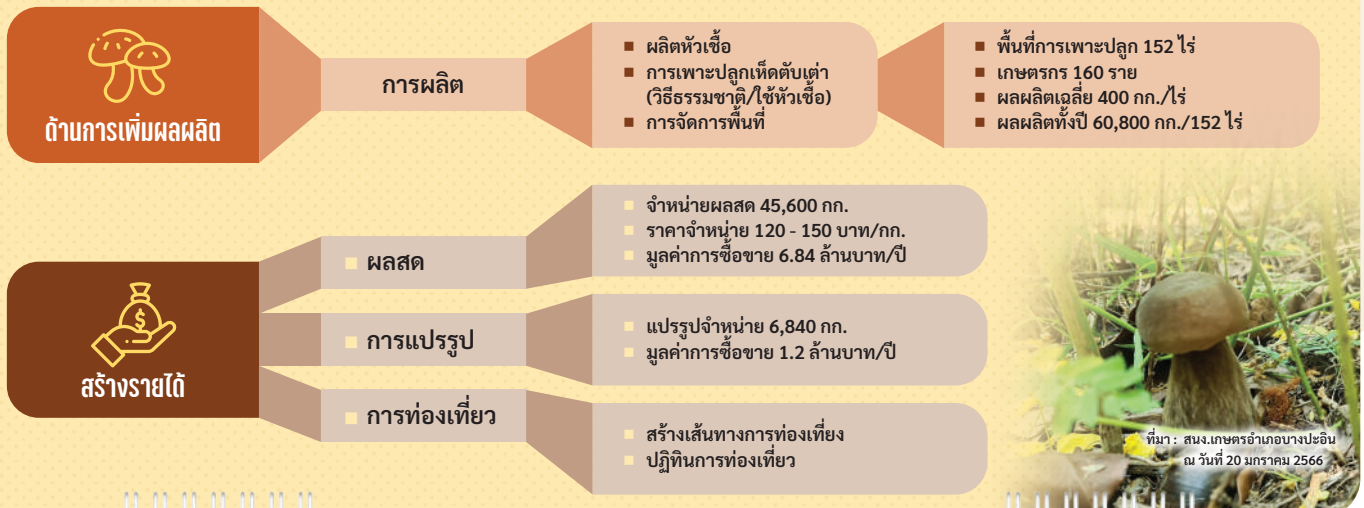 ด้านการเพิ่มผลผลิต
การผลิต
ผลิตหัวเชื้อ
การเพาะปลูกเห็ดตับเต่า
(วิธีธรรมชาติ/ใช้หัวเชื้อ)
การจัดการพื้นที่
พื้นที่การเพาะปลูก 152 ไร่
เกษตรกร 160 ราย
ผลผลิตเฉลี่ย 400 กก./ไร่
ผลผลิตทั้งปี 60,800 กก./152 ไร่
สร้างรายได้
ผลสด
จำหน่ายผลสด 45,600 กก.
ราคาจำหน่าย 120 - 150 บาท/กก.
มูลค่าการซื้อขาย 6.84 ล้านบาท/ปี
การแปรรูป
แปรรูปจำหน่าย 6,840 กก.
มูลค่าการซื้อขาย 1.2 ล้านบาท/ปี
การท่องเที่ยว
สร้างเส้นทางการท่องเที่ยง
ปฏิทินการท่องเที่ยว
ที่มา : สนง.เกษตรอำเภอบางปะอิน
ณ วันที่ 20 มกราคม 2566